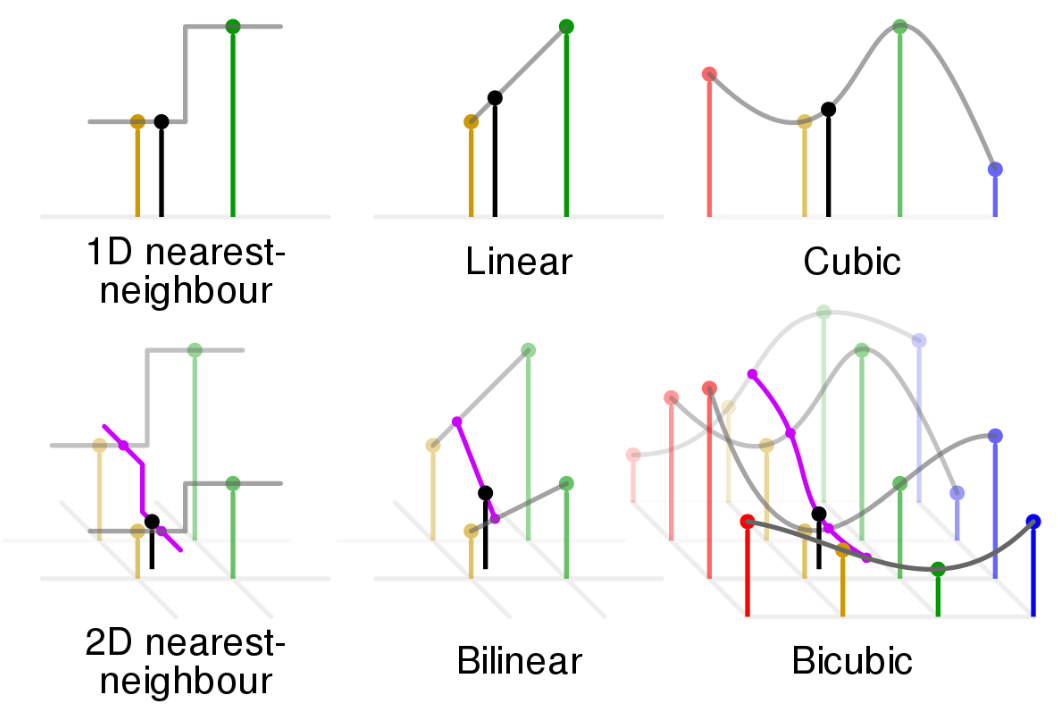 1D nearest-
neighbour
Linear
Cubic
2D nearest-
neighbour
Bilinear
Bicubic